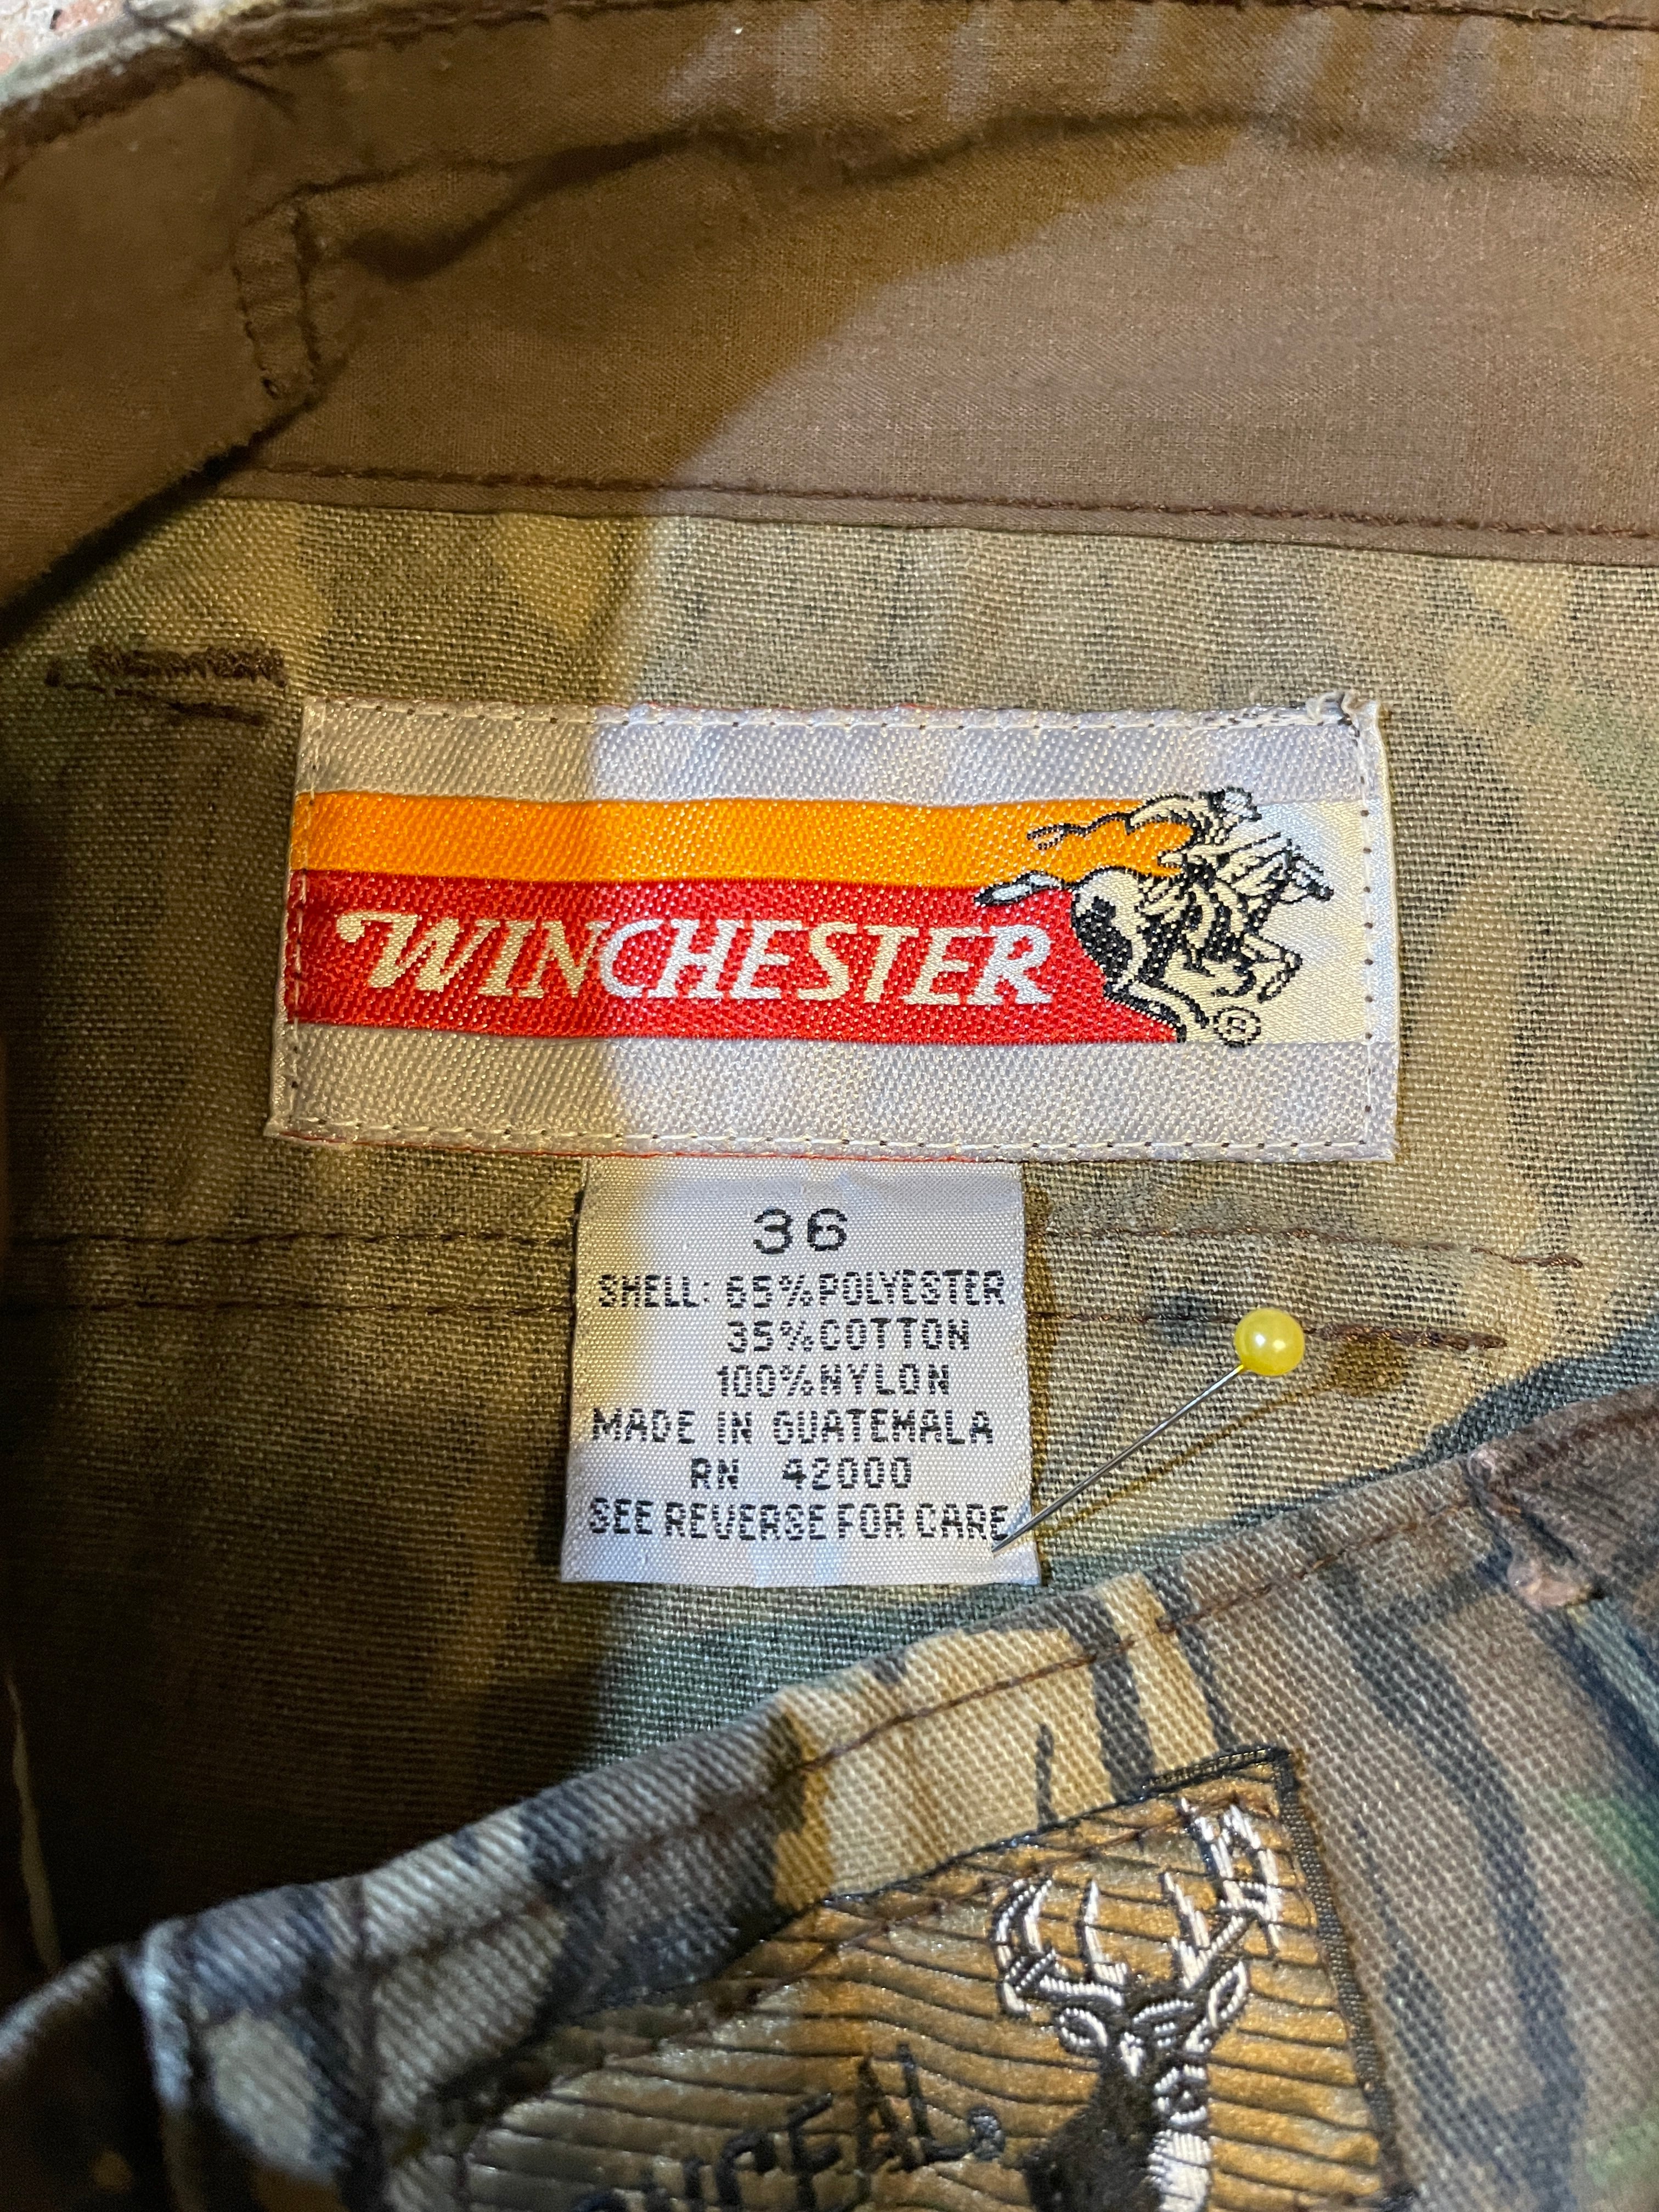 WINCHESTER
®
36
SHELL: 65% POLYESTER
35% COTTON
100% NYLON
MADE IN GUATEMALA
RN 42000
SEE REVERSE FOR CARE